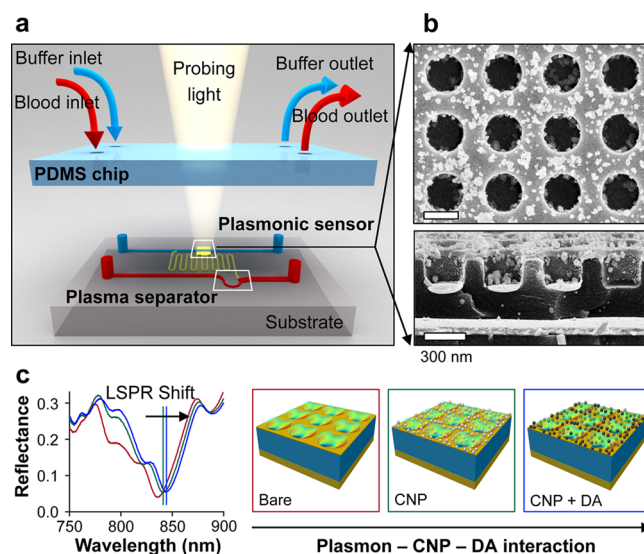 a
Buffer inlet
Blood inlet
Probing
light
Buffer outlet
Blood outlet
PDMS chip
Plasmonic sensor
Plasma separator
Substrate
b
300 nm
c
LSPR Shift
0.3
0.2
0.1
0.0
Reflectance
750
800
850
900
Wavelength (nm)
Bare
CNP
CNP + DA
Plasmon – CNP – DA interaction